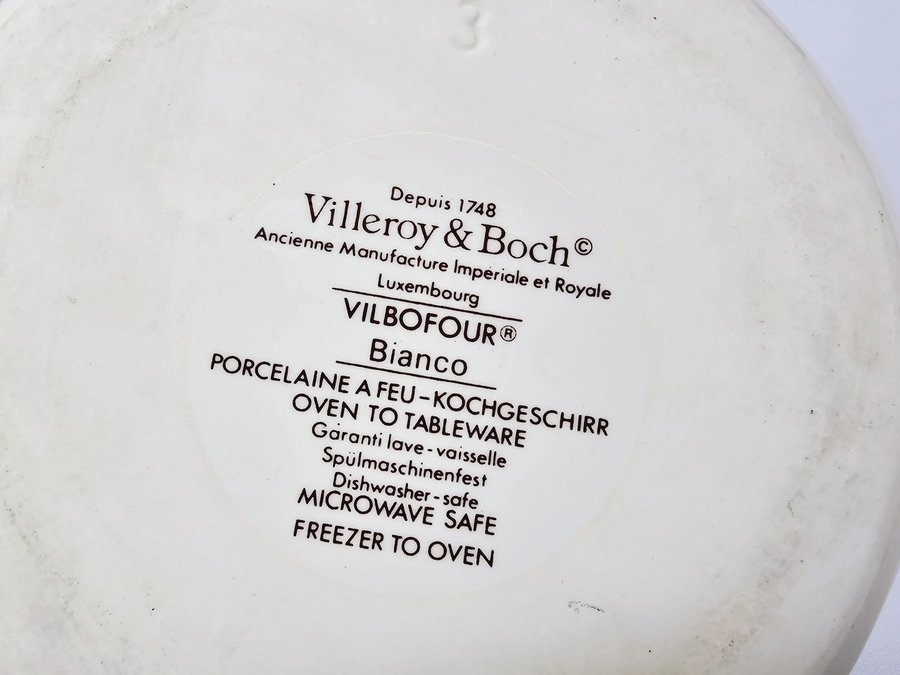 3
Depuis 1748
Villeroy & Boch©
Ancienne Manufacture Impériale et Royale
Luxembourg
VILBOFOUR®
Bianco
PORCELAINE A FEU-KOCHGESCHIRR
OVEN TO TABLEWARE
Garanti lave-vaisselle
Spülmaschinenfest
Dishwasher-safe
MICROWAVE SAFE
FREEZER TO OVEN